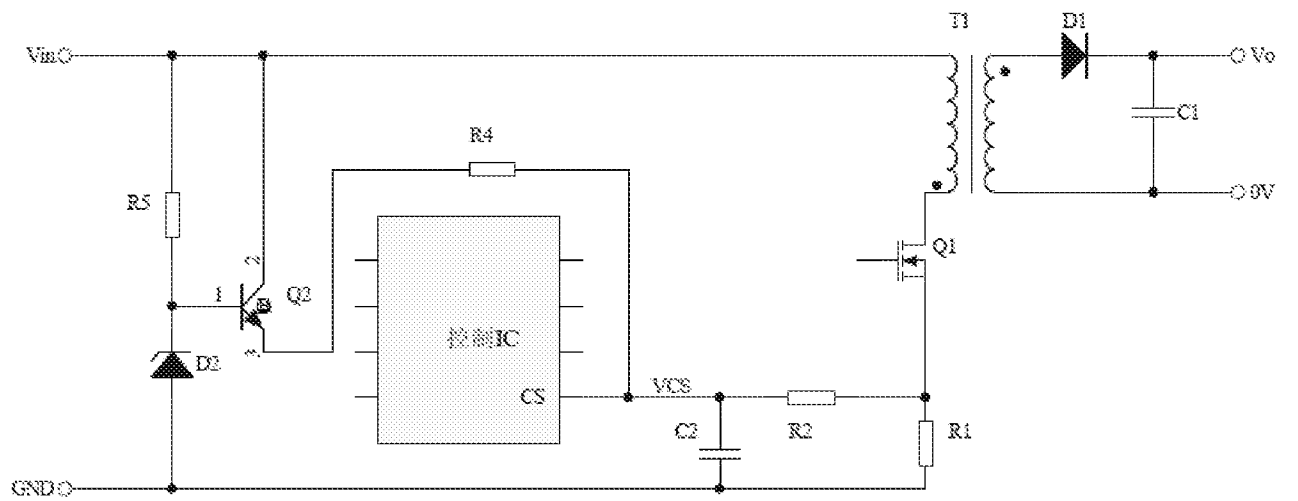 T1
D1
Vin
Vo
C1
R4
R5
0V
2
Q1
1
Q2
控制IC
3
D2
CS
VCS
C2
R2
R1
GND